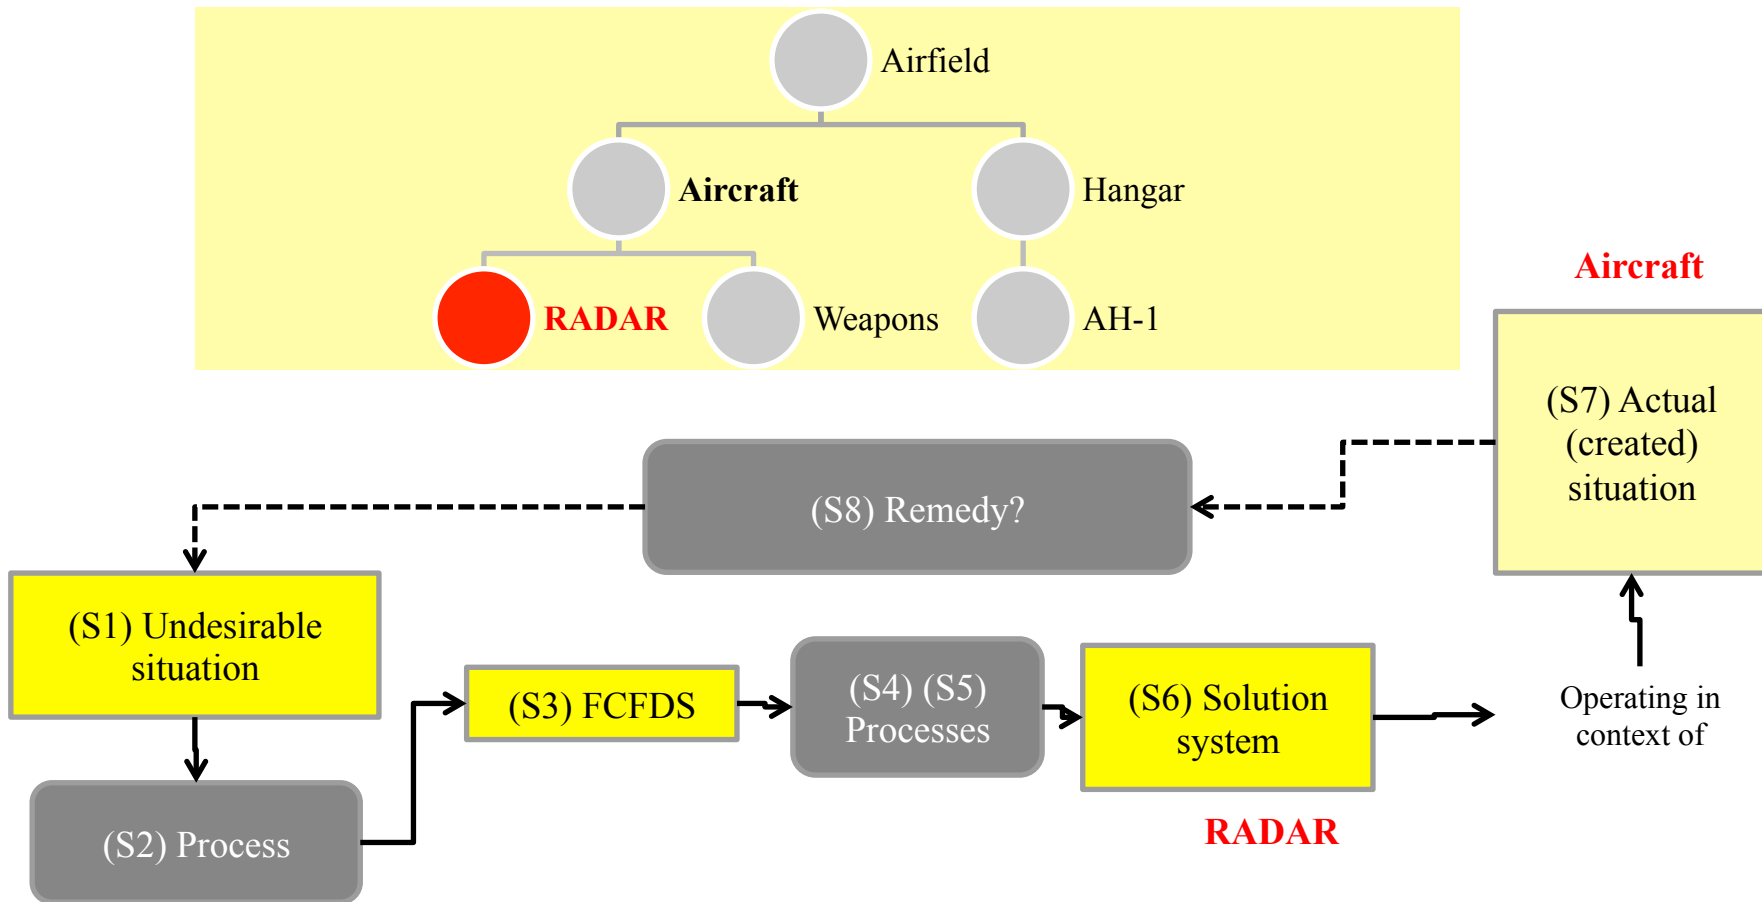 Airfield
Aircraft
Hangar
RADAR
Weapons
AH-1
Aircraft
(S7) Actual
(created)
situation
(S8) Remedy?
(S1) Undesirable
situation
(S3) FCFDS
(S4) (S5)
Processes
(S6) Solution
system
Operating in
context of
(S2) Process
RADAR